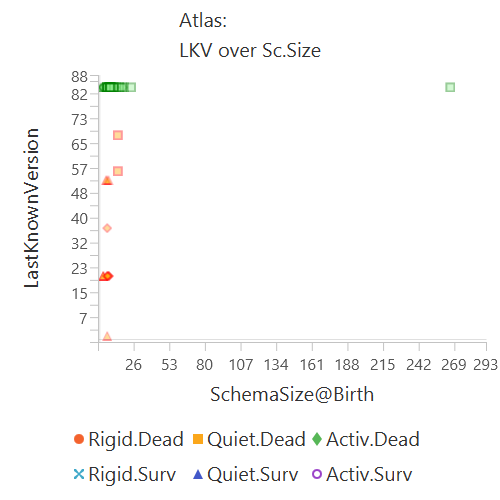 Atlas:
LKV over Sc.Size
LastKnownVersion
88
82
73
65
57
48
40
32
23
15
7
26 53 80 107 134 161 188 215 242 269 293
SchemaSize@Birth
Rigid.Dead Quiet.Dead Activ.Dead
Rigid.Surv Quiet.Surv Activ.Surv